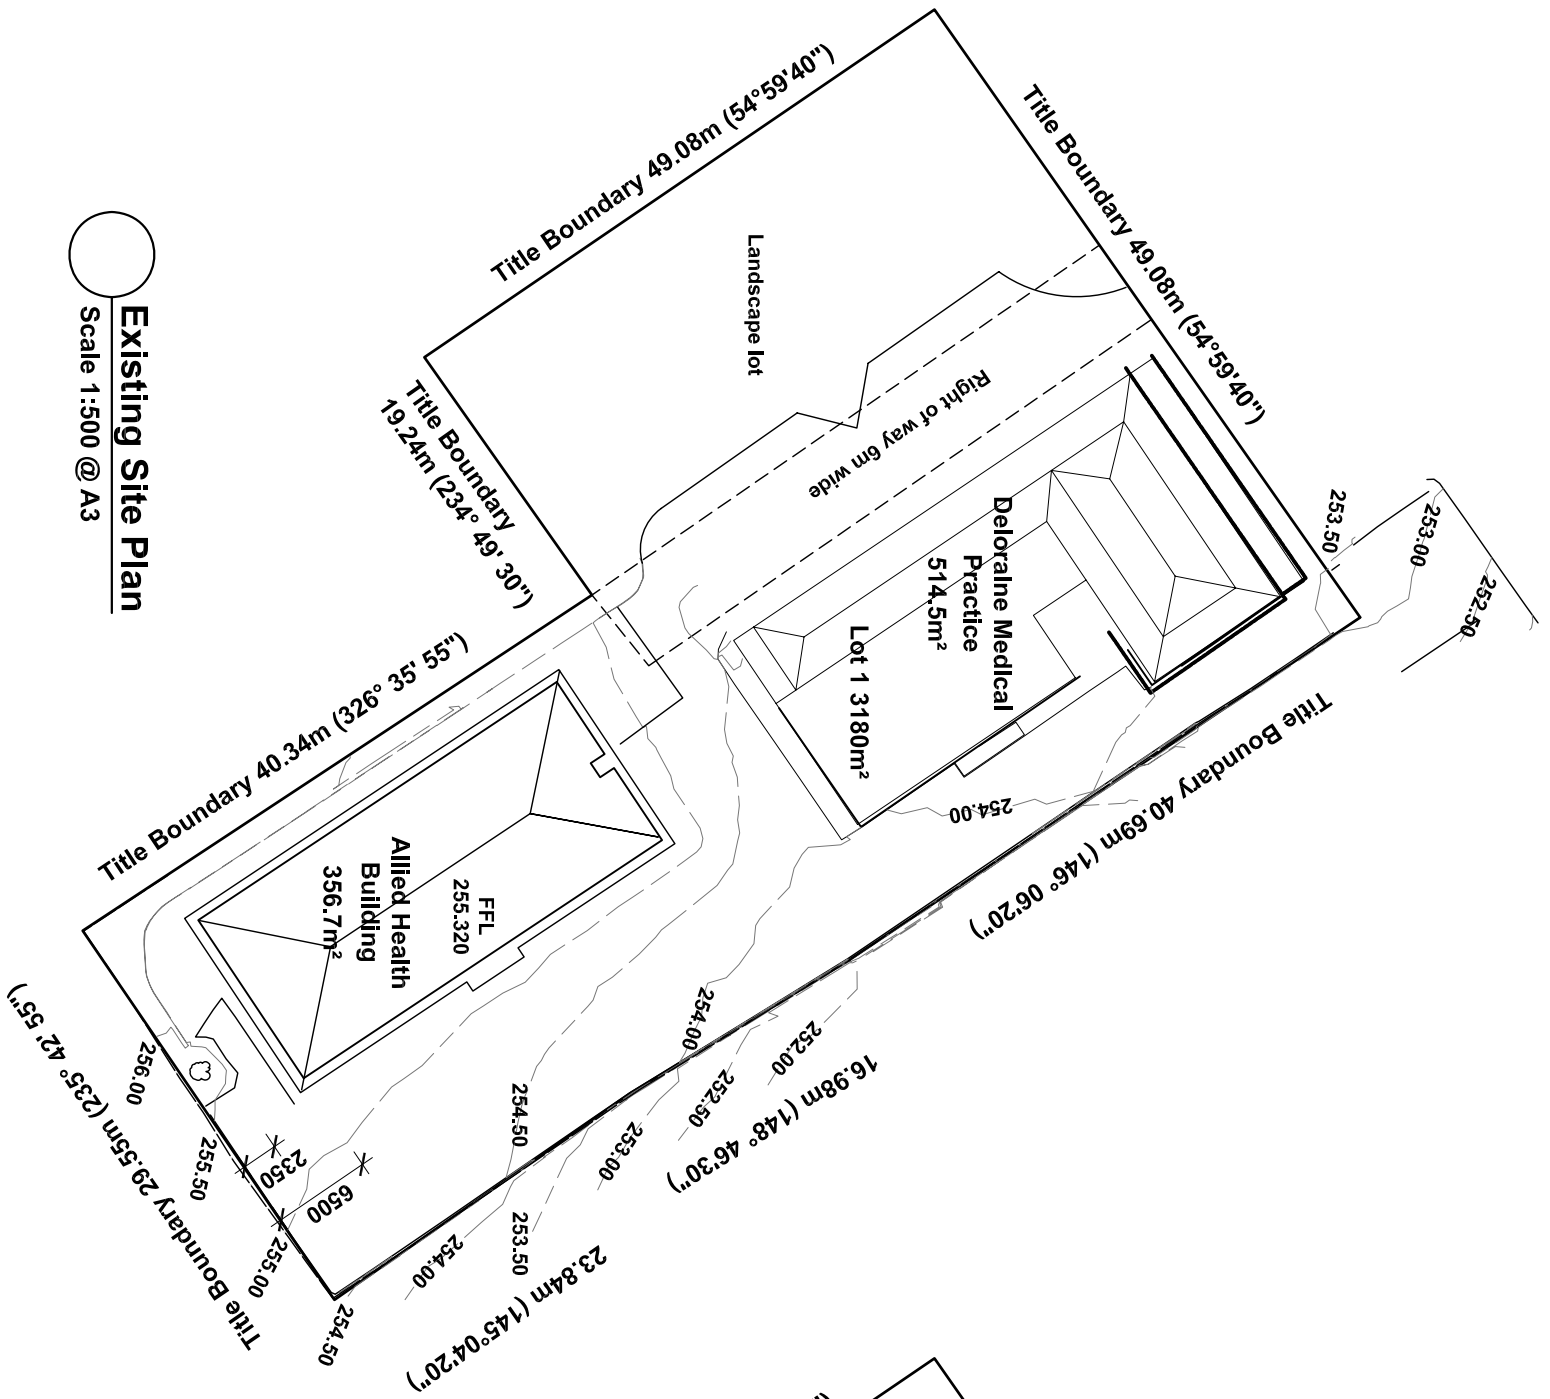 Existing Site Plan
Scale 1:500 @ A3
Title Boundary 49.08m (54°59'40")
Title Boundary 49.08m (54°59'40")
Landscape lot
Right of way 6m wide
Title Boundary
19.24m (234° 49' 30")
Deloraine Medical
Practice
514.5m²
Lot 1 3180m²
253.50
253.00
252.50
Title Boundary 40.69m (146° 06'20")
254.00
Title Boundary 40.34m (326° 35' 55")
Allied Health
Building
356.7m²
FFL
255.320
254.00
252.00
252.50
253.00
16.98m (148° 46'30")
254.50
253.50
254.00
23.84m (145°04'20")
256.00
255.50
2350
6500
255.00
254.50
Title Boundary 29.55m (235° 42' 55")